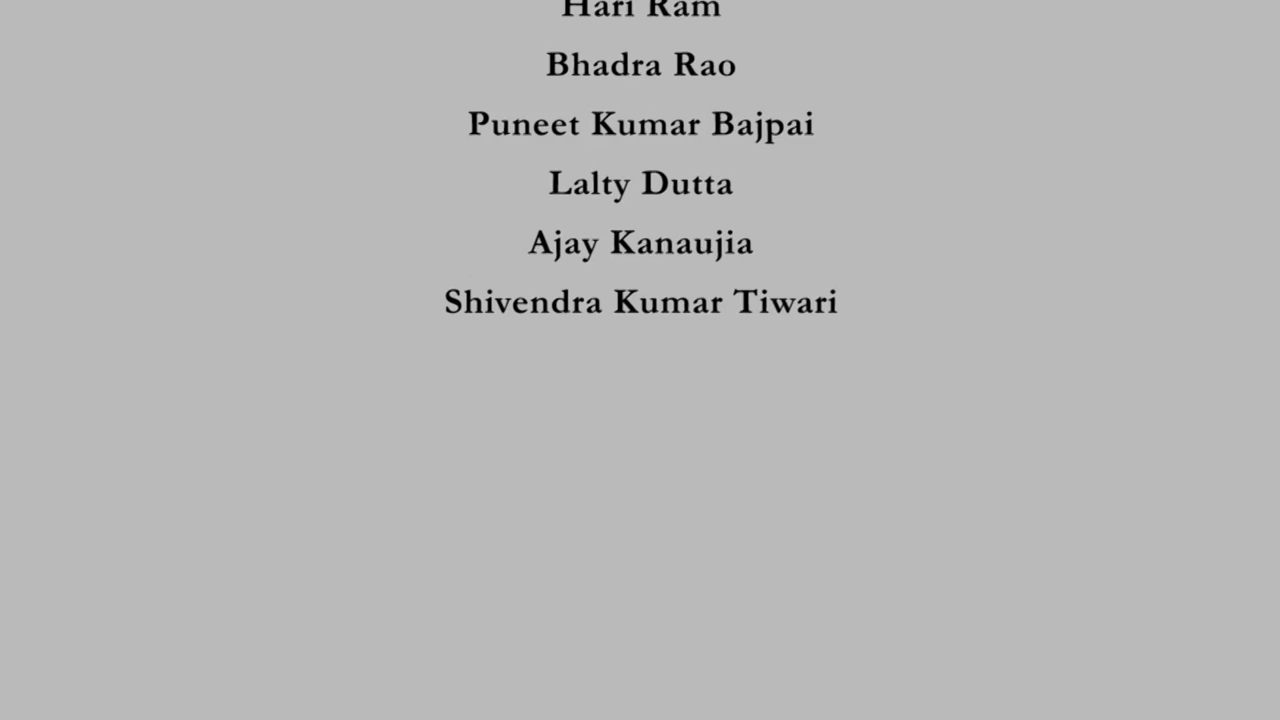 Hari Ram
Bhadra Rao
Puneet Kumar Bajpai
Lalty Dutta
Ajay Kanaujia
Shivendra Kumar Tiwari